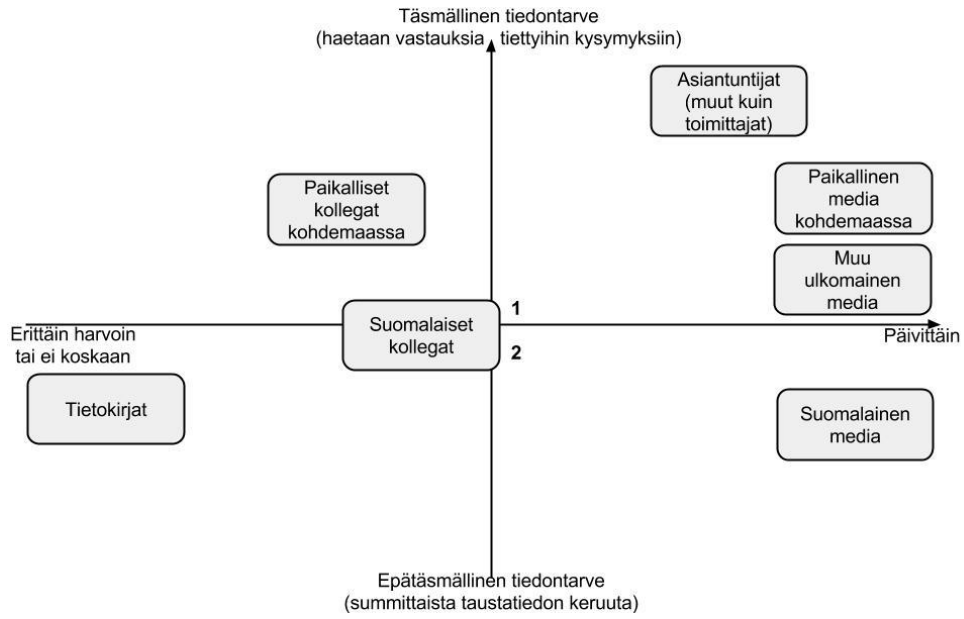 Täsmällinen tiedontarve
(haetaan vastauksia tiettyihin kysymyksiin)
Asiantuntijat
(muut kuin
toimittajat)
Paikalliset
kollegat
kohdemaassa
Paikallinen
media
kohdemaassa
Muu
ulkomainen
media
1
Suomalaiset
kollegat
Erittäin harvoin
tai ei koskaan
Päivittäin
2
Tietokirjat
Suomalainen
media
Epätäsmällinen tiedontarve
(summittaista taustatiedon keruuta)